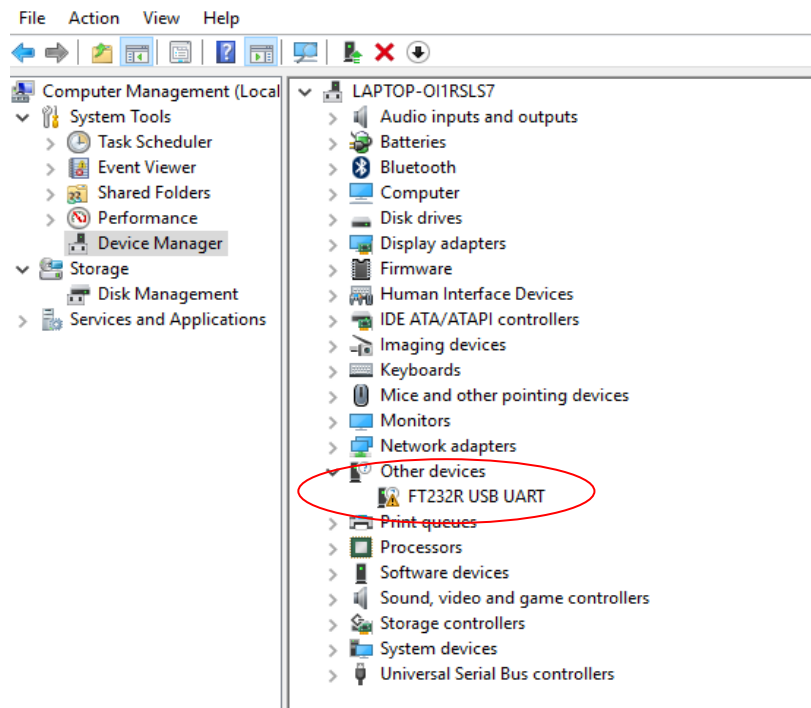 File Action View Help
Computer Management (Local
System Tools
Task Scheduler
Event Viewer
Shared Folders
Performance
Device Manager
Storage
Disk Management
Services and Applications
LAPTOP-OI1RSLS7
Audio inputs and outputs
Batteries
Bluetooth
Computer
Disk drives
Display adapters
Firmware
Human Interface Devices
IDE ATA/ATAPI controllers
Imaging devices
Keyboards
Mice and other pointing devices
Monitors
Network adapters
Other devices
FT232R USB UART
Print queues
Processors
Software devices
Sound, video and game controllers
Storage controllers
System devices
Universal Serial Bus controllers